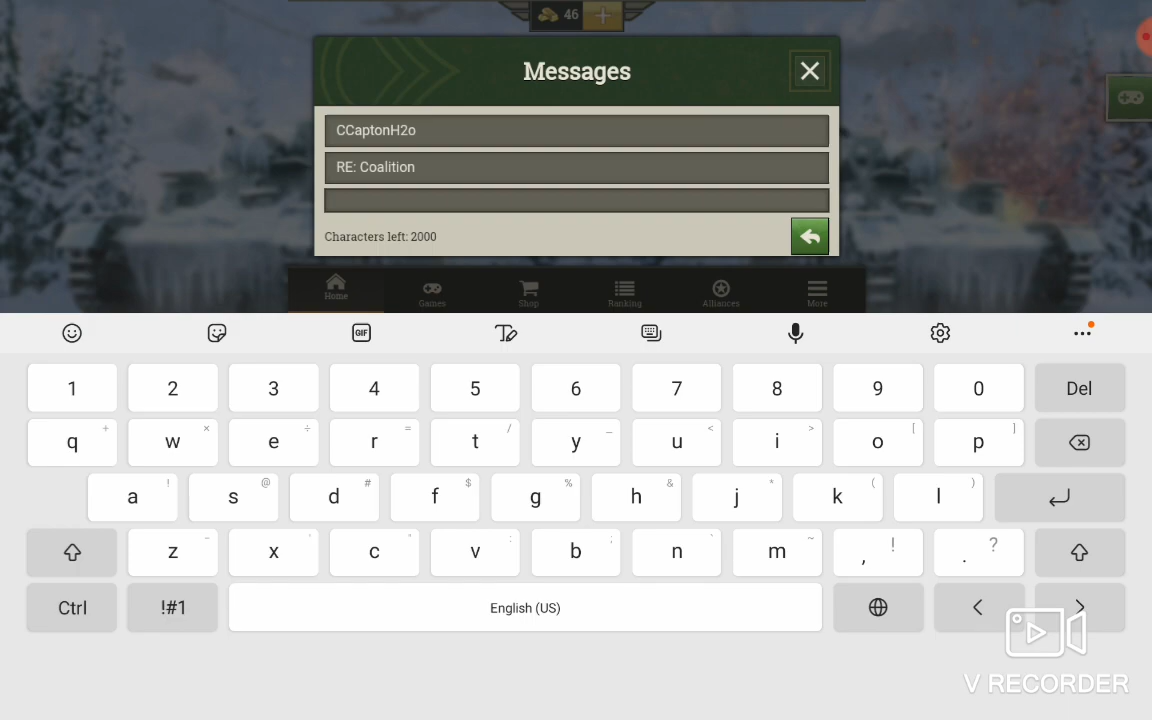 46 +
Messages
CCaptonH2o
RE: Coalition
Characters left: 2000
Home Games Shop Ranking Alliances More
GIF
1 2 3 4 5 6 7 8 9 0 Del
q + w × e ÷ r = t / y _ u < i > o [ p ]
a ! s @ d # f $ g % h & j * k ( l )
z - x ' c " v : b ; n ` m ~ , ! . ?
Ctrl !#1 English (US) < >
V RECORDER